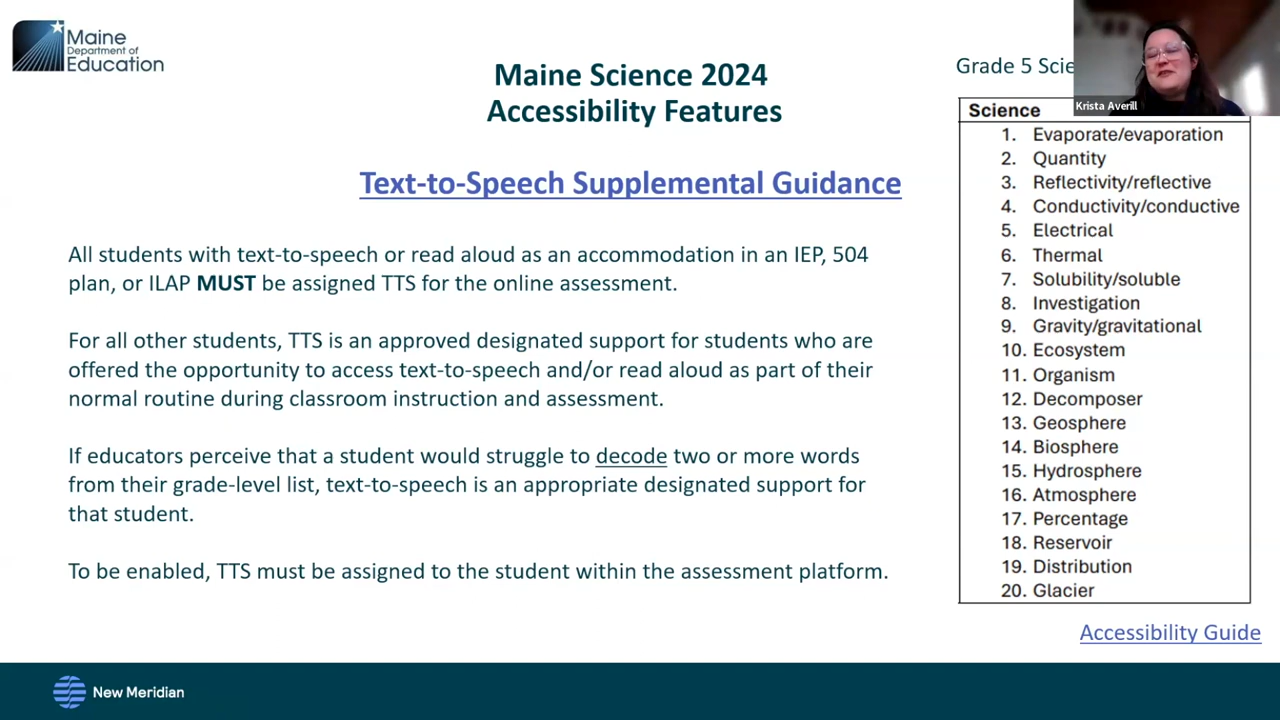 Maine
Department of
Education
Maine Science 2024
Accessibility Features
Text-to-Speech Supplemental Guidance
All students with text-to-speech or read aloud as an accommodation in an IEP, 504
plan, or ILAP MUST be assigned TTS for the online assessment.
For all other students, TTS is an approved designated support for students who are
offered the opportunity to access text-to-speech and/or read aloud as part of their
normal routine during classroom instruction and assessment.
If educators perceive that a student would struggle to decode two or more words
from their grade-level list, text-to-speech is an appropriate designated support for
that student.
To be enabled, TTS must be assigned to the student within the assessment platform.
Grade 5
Krista Averill
Science
1. Evaporate/evaporation
2. Quantity
3. Reflectivity/reflective
4. Conductivity/conductive
5. Electrical
6. Thermal
7. Solubility/soluble
8. Investigation
9. Gravity/gravitational
10. Ecosystem
11. Organism
12. Decomposer
13. Geosphere
14. Biosphere
15. Hydrosphere
16. Atmosphere
17. Percentage
18. Reservoir
19. Distribution
20. Glacier
Accessibility Guide
New Meridian